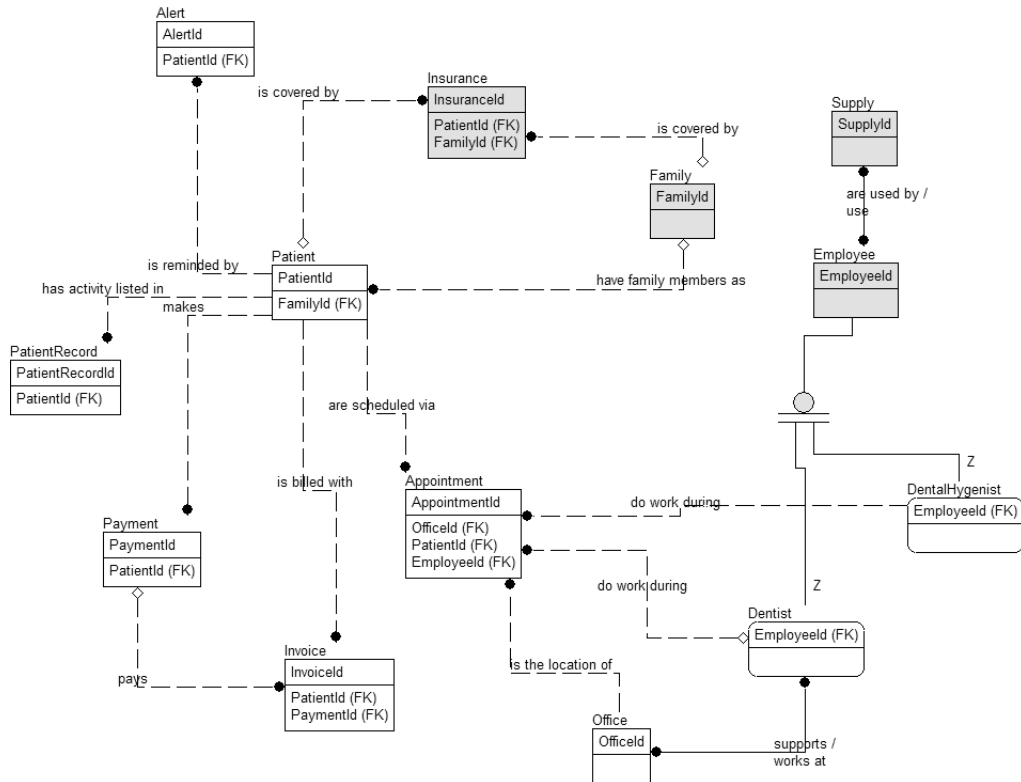 Alert
AlertId
PatientId (FK)
Insurance
InsuranceId
PatientId (FK)
FamilyId (FK)
is covered by
is covered by
Supply
SupplyId
Family
FamilyId
are used by /
use
Employee
EmployeeId
Patient
PatientId
FamilyId (FK)
is reminded by
have family members as
has activity listed in
makes
PatientRecord
PatientRecordId
PatientId (FK)
are scheduled via
is billed with
Appointment
AppointmentId
OfficeId (FK)
PatientId (FK)
EmployeeId (FK)
do work during
Z
DentalHygenist
EmployeeId (FK)
Payment
PaymentId
PatientId (FK)
do work during
Z
Dentist
EmployeeId (FK)
pays
Invoice
InvoiceId
PatientId (FK)
PaymentId (FK)
is the location of
Office
OfficeId
supports /
works at